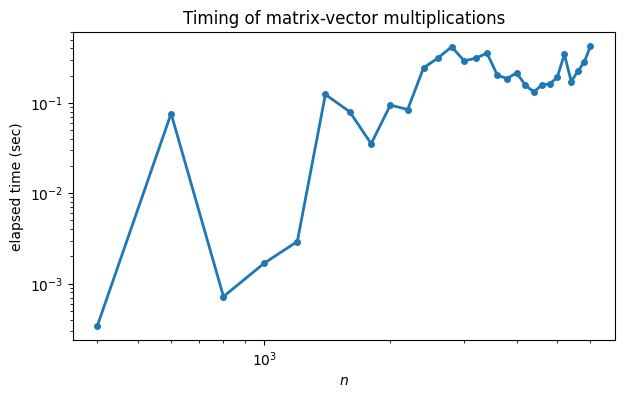 Timing of matrix-vector multiplications
elapsed time (sec)
10⁻¹
10⁻²
10⁻³
10³
n